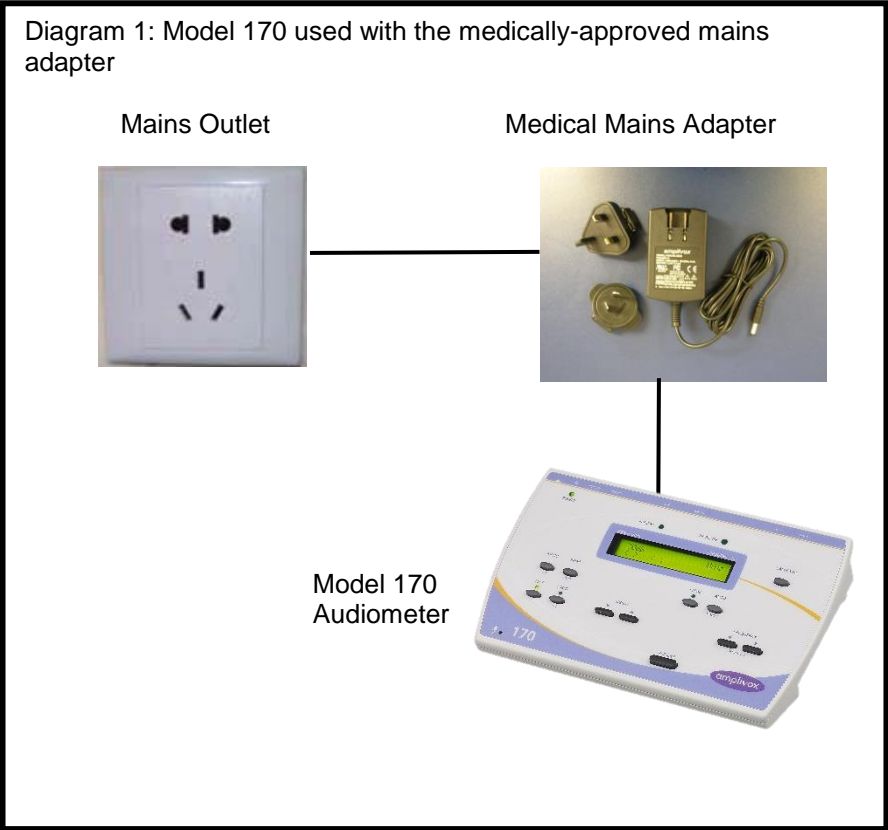 Diagram 1: Model 170 used with the medically-approved mains
adapter
Mains Outlet
Medical Mains Adapter
amplivox
Model 170
Audiometer
170
amplivox